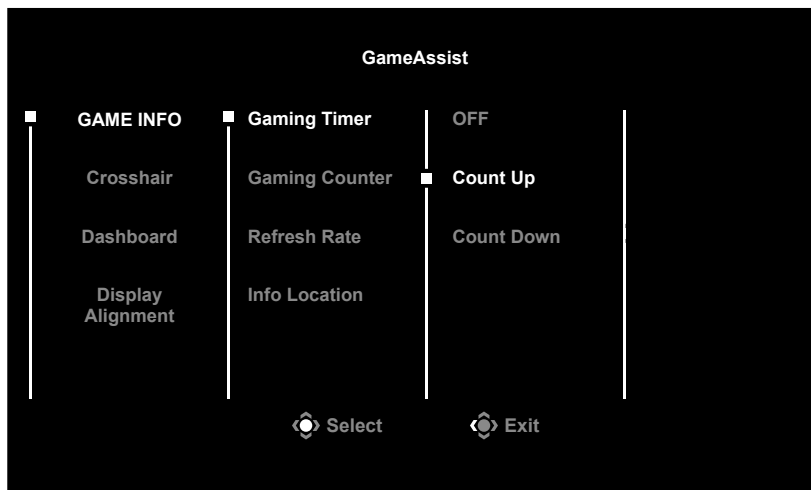 GameAssist
GAME INFO
Crosshair
Dashboard
Display
Alignment
Gaming Timer
Gaming Counter
Refresh Rate
Info Location
OFF
Count Up
Count Down
Select
Exit